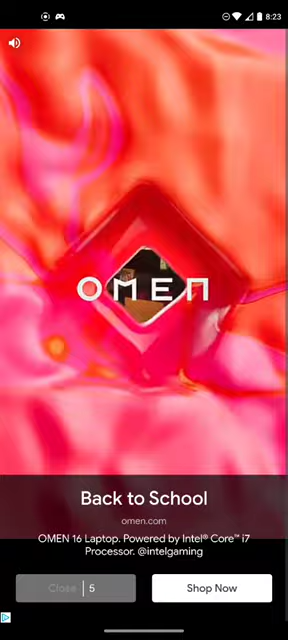 8:23
OMEN
Back to School
omen.com
OMEN 16 Laptop. Powered by Intel® Core™ i7
Processor. @intelgaming
Close 5
Shop Now